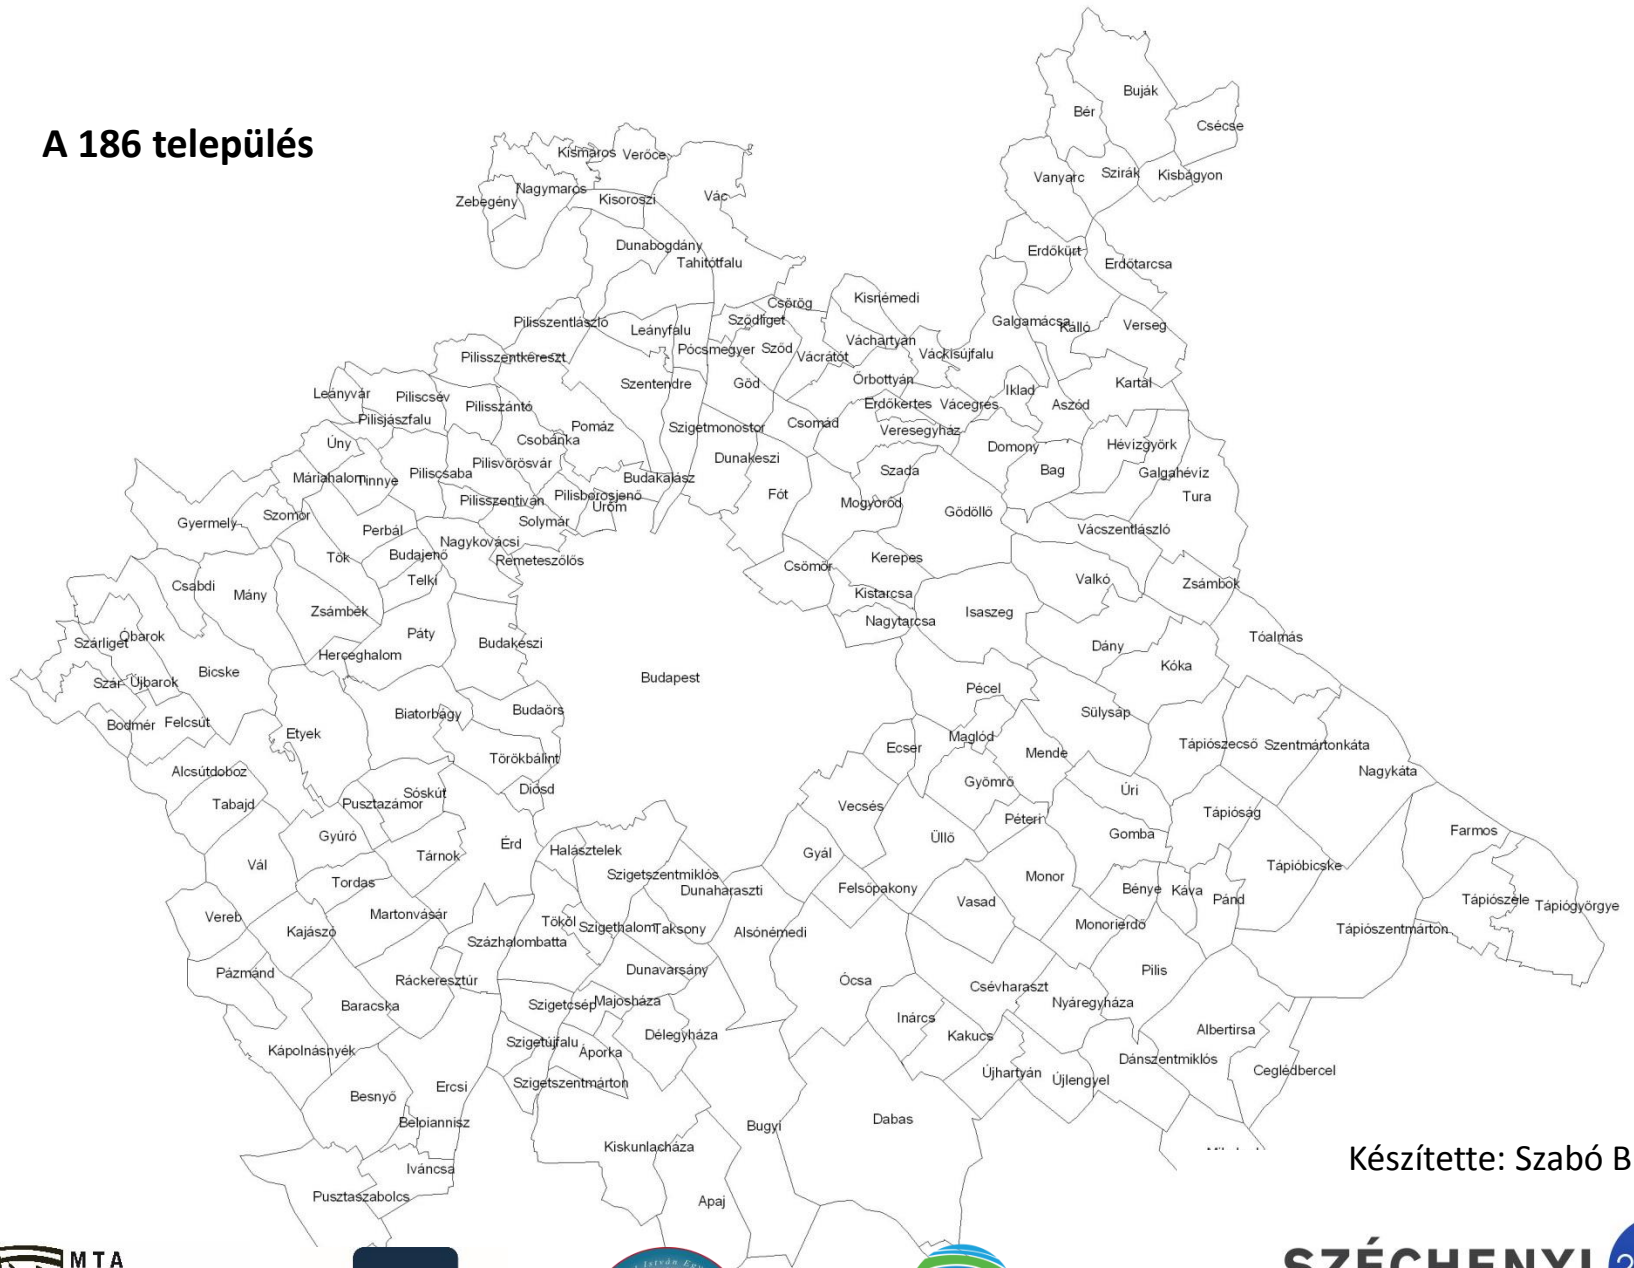 A 186 település
Buják
Bér
Csécse
Kismaros
Verőce
Szirák
Kisbágyon
Vanyarc
Nagymaros
Zebegény
Kisoroszi
Vác
Dunabogdány
Tahitótfalu
Erdőkürt
Erdőtarcsa
Csörög
Kisnémedi
Pilisszentlászló
Leányfalu
Sződliget
Galgamácsa
Kálló
Verseg
Pilisszentkereszt
Pócsmegyer
Sződ
Vácrátót
Váchartyán
Váckisújfalu
Leányvár
Piliscsév
Pilisszántó
Szentendre
Göd
Őrbottyán
Iklad
Kartal
Pilisjászfalu
Erdőkertes
Vácegres
Aszód
Úny
Csobánka
Pomáz
Szigetmonostor
Csomád
Veresegyház
Domony
Hévízgyörk
Máriahalom
Tinnye
Piliscsaba
Pilisvörösvár
Budakalász
Dunakeszi
Szada
Bag
Galgahévíz
Tura
Gyermely
Szomor
Pilisszentiván
Pilisborosjenő
Üröm
Fót
Mogyoród
Gödöllő
Perbál
Solymár
Vácszentlászló
Tök
Budajenő
Nagykovácsi
Remeteszőlős
Csömör
Kerepes
Csabdi
Mány
Telki
Kistarcsa
Valkó
Zsámbok
Zsámbék
Nagytarcsa
Isaszeg
Szárliget
Óbarok
Páty
Budakeszi
Dány
Tóalmás
Herceghalom
Szár
Újbarok
Bicske
Budapest
Kóka
Pécel
Bodmér
Felcsút
Biatorbágy
Budaörs
Sülysáp
Etyek
Ecser
Maglód
Mende
Tápiószecső
Szentmártonkáta
Alcsútdoboz
Törökbálint
Nagykáta
Tabajd
Pusztazámor
Sóskút
Diósd
Gyömrő
Úri
Vecsés
Tápióság
Gyúró
Üllő
Péteri
Gomba
Farmos
Vál
Tárnok
Érd
Halásztelek
Gyál
Tápióbicske
Tordas
Szigetszentmiklós
Dunaharaszti
Felsőpakony
Monor
Bénye
Káva
Pánd
Tápiószele
Tápiógyörgye
Vereb
Martonvásár
Vasad
Kajászó
Tököl
Szigethalom
Taksony
Alsónémedi
Monorierdő
Tápiószentmárton
Százhalombatta
Pázmánd
Ráckeresztúr
Dunavarsány
Ócsa
Pilis
Baracska
Szigetcsép
Majosháza
Csévharaszt
Nyáregyháza
Inárcs
Kápolnásnyék
Szigetújfalu
Áporka
Délegyháza
Kakucs
Albertirsa
Dánszentmiklós
Besnyő
Ercsi
Szigetszentmárton
Újhartyán
Újlengyel
Ceglédbercel
Beloiannisz
Bugyi
Dabas
Kiskunlacháza
Iváncsa
Készítette: Szabó B
Pusztaszabolcs
Apaj
MTA
SZÉCHENYI